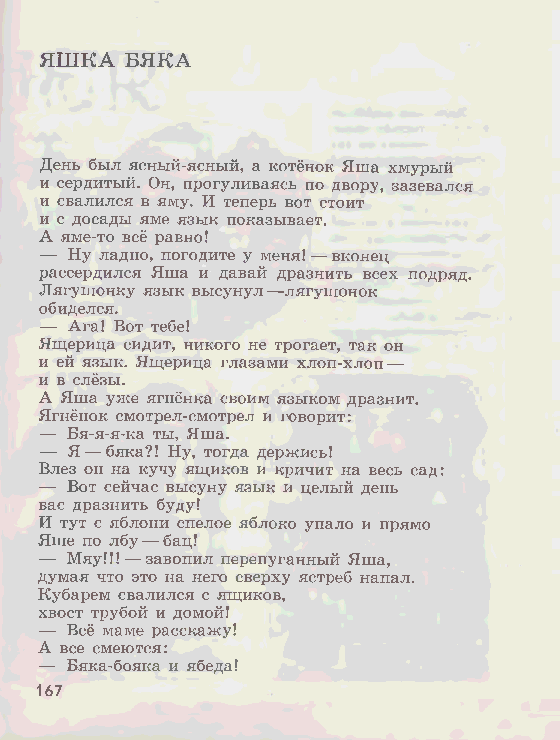 ЯШКА БЯКА
День был ясный-ясный, а котёнок Яша хмурый
и сердитый. Он, прогуливаясь по двору, зазевался
и свалился в яму. И теперь вот стоит
и с досады яме язык показывает.
А яме-то всё равно!
— Ну ладно, погодите у меня! — вконец
рассердился Яша и давай дразнить всех подряд.
Лягушонку язык высунул — лягушонок
обиделся.
— Ага! Вот тебе!
Ящерица сидит, никого не трогает, так он
и ей язык. Ящерица глазами хлоп-хлоп —
и в слёзы.
А Яша уже ягнёнка своим языком дразнит.
Ягнёнок смотрел-смотрел и говорит:
— Бя-я-я-ка ты, Яша.
— Я — бяка?! Ну, тогда держись!
Влез он на кучу ящиков и кричит на весь сад:
— Вот сейчас высуну язык и целый день
вас дразнить буду!
И тут с яблони спелое яблоко упало и прямо
Яше по лбу — бац!
— Мяу!!! — завопил перепуганный Яша,
думая что это на него сверху ястреб напал.
Кубарем свалился с ящиков,
хвост трубой и домой!
— Всё маме расскажу!
А все смеются:
— Бяка-бояка и ябеда!
167